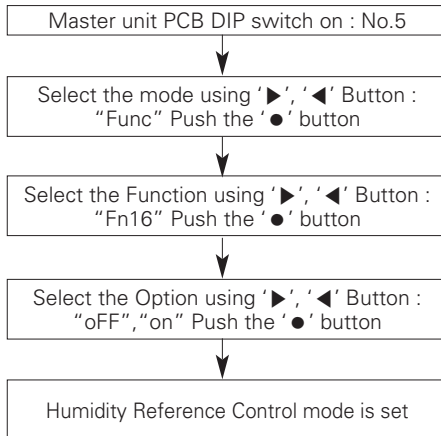 Master unit PCB DIP switch on : No.5
Select the mode using ‘▶’, ‘◀’ Button :
“Func” Push the ‘●’ button
Select the Function using ‘▶’, ‘◀’ Button :
“Fn16” Push the ‘●’ button
Select the Option using ‘▶’, ‘◀’ Button :
“oFF”,“on” Push the ‘●’ button
Humidity Reference Control mode is set